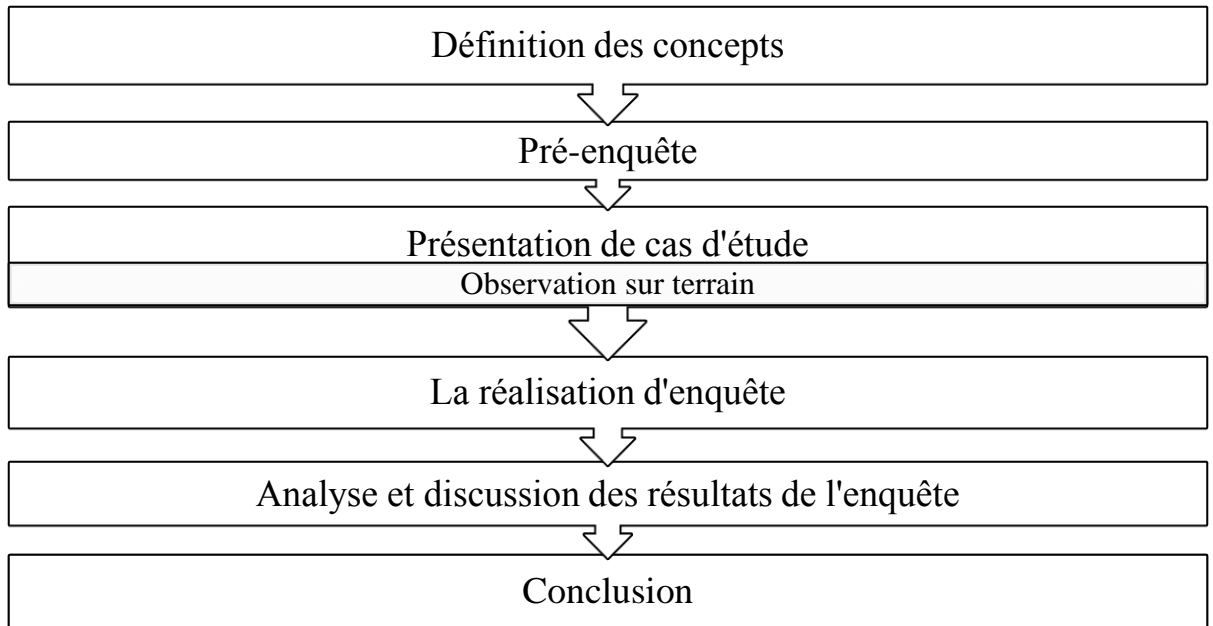 Définition des concepts
Pré-enquête
Présentation de cas d'étude
Observation sur terrain
La réalisation d'enquête
Analyse et discussion des résultats de l'enquête
Conclusion